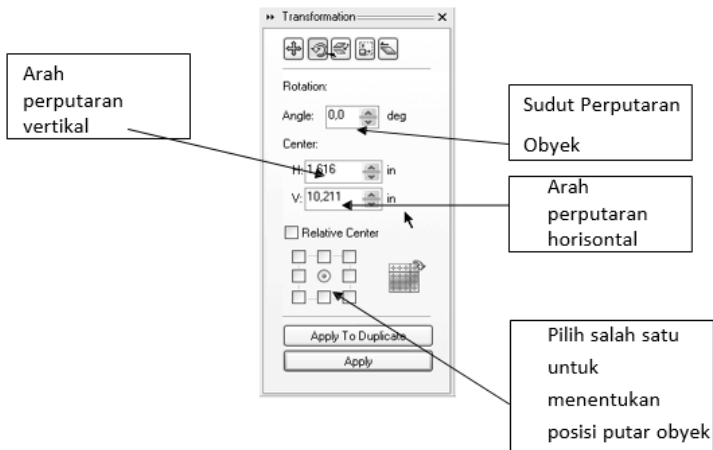 Transformation
Arah
perputaran
vertikal
Rotation:
Angle: 0,0 deg
Center:
H: 1,616 in
V: 10,211 in
Relative Center
Apply To Duplicate
Apply
Sudut Perputaran
Obyek
Arah
perputaran
horisontal
Pilih salah satu
untuk
menentukan
posisi putar obyek